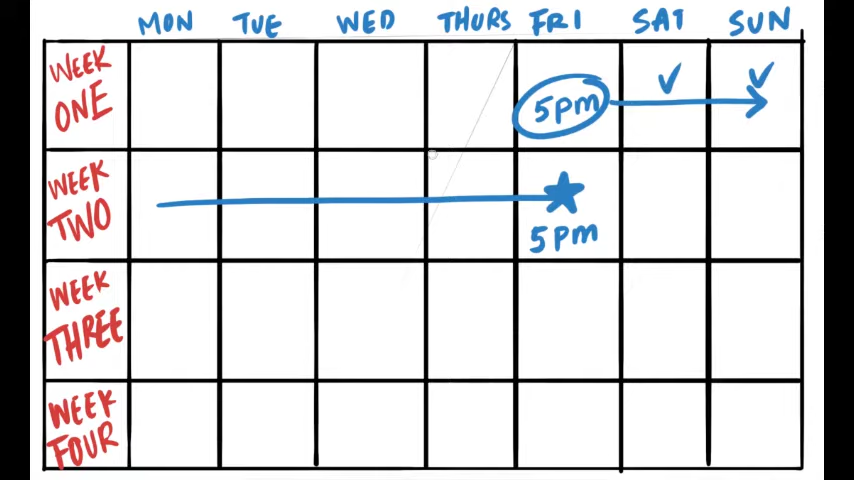 MON TUE WED THURS FRI SAT SUN
WEEK
ONE
5pm
WEEK
TWO
5pm
WEEK
THREE
WEEK
FOUR